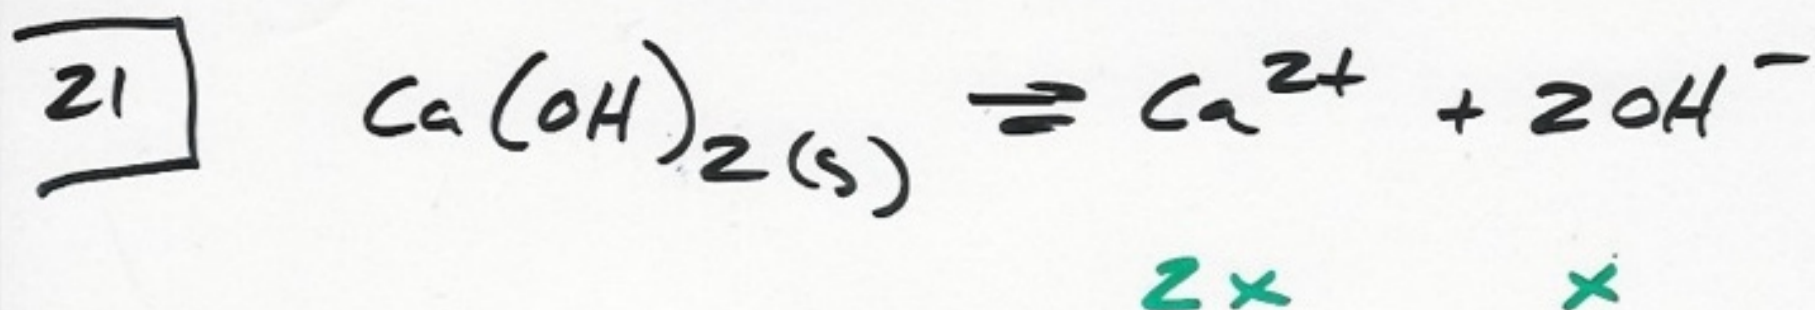 21 Ca(OH)₂(s) ⇌ Ca²⁺ + 2OH⁻
2x x